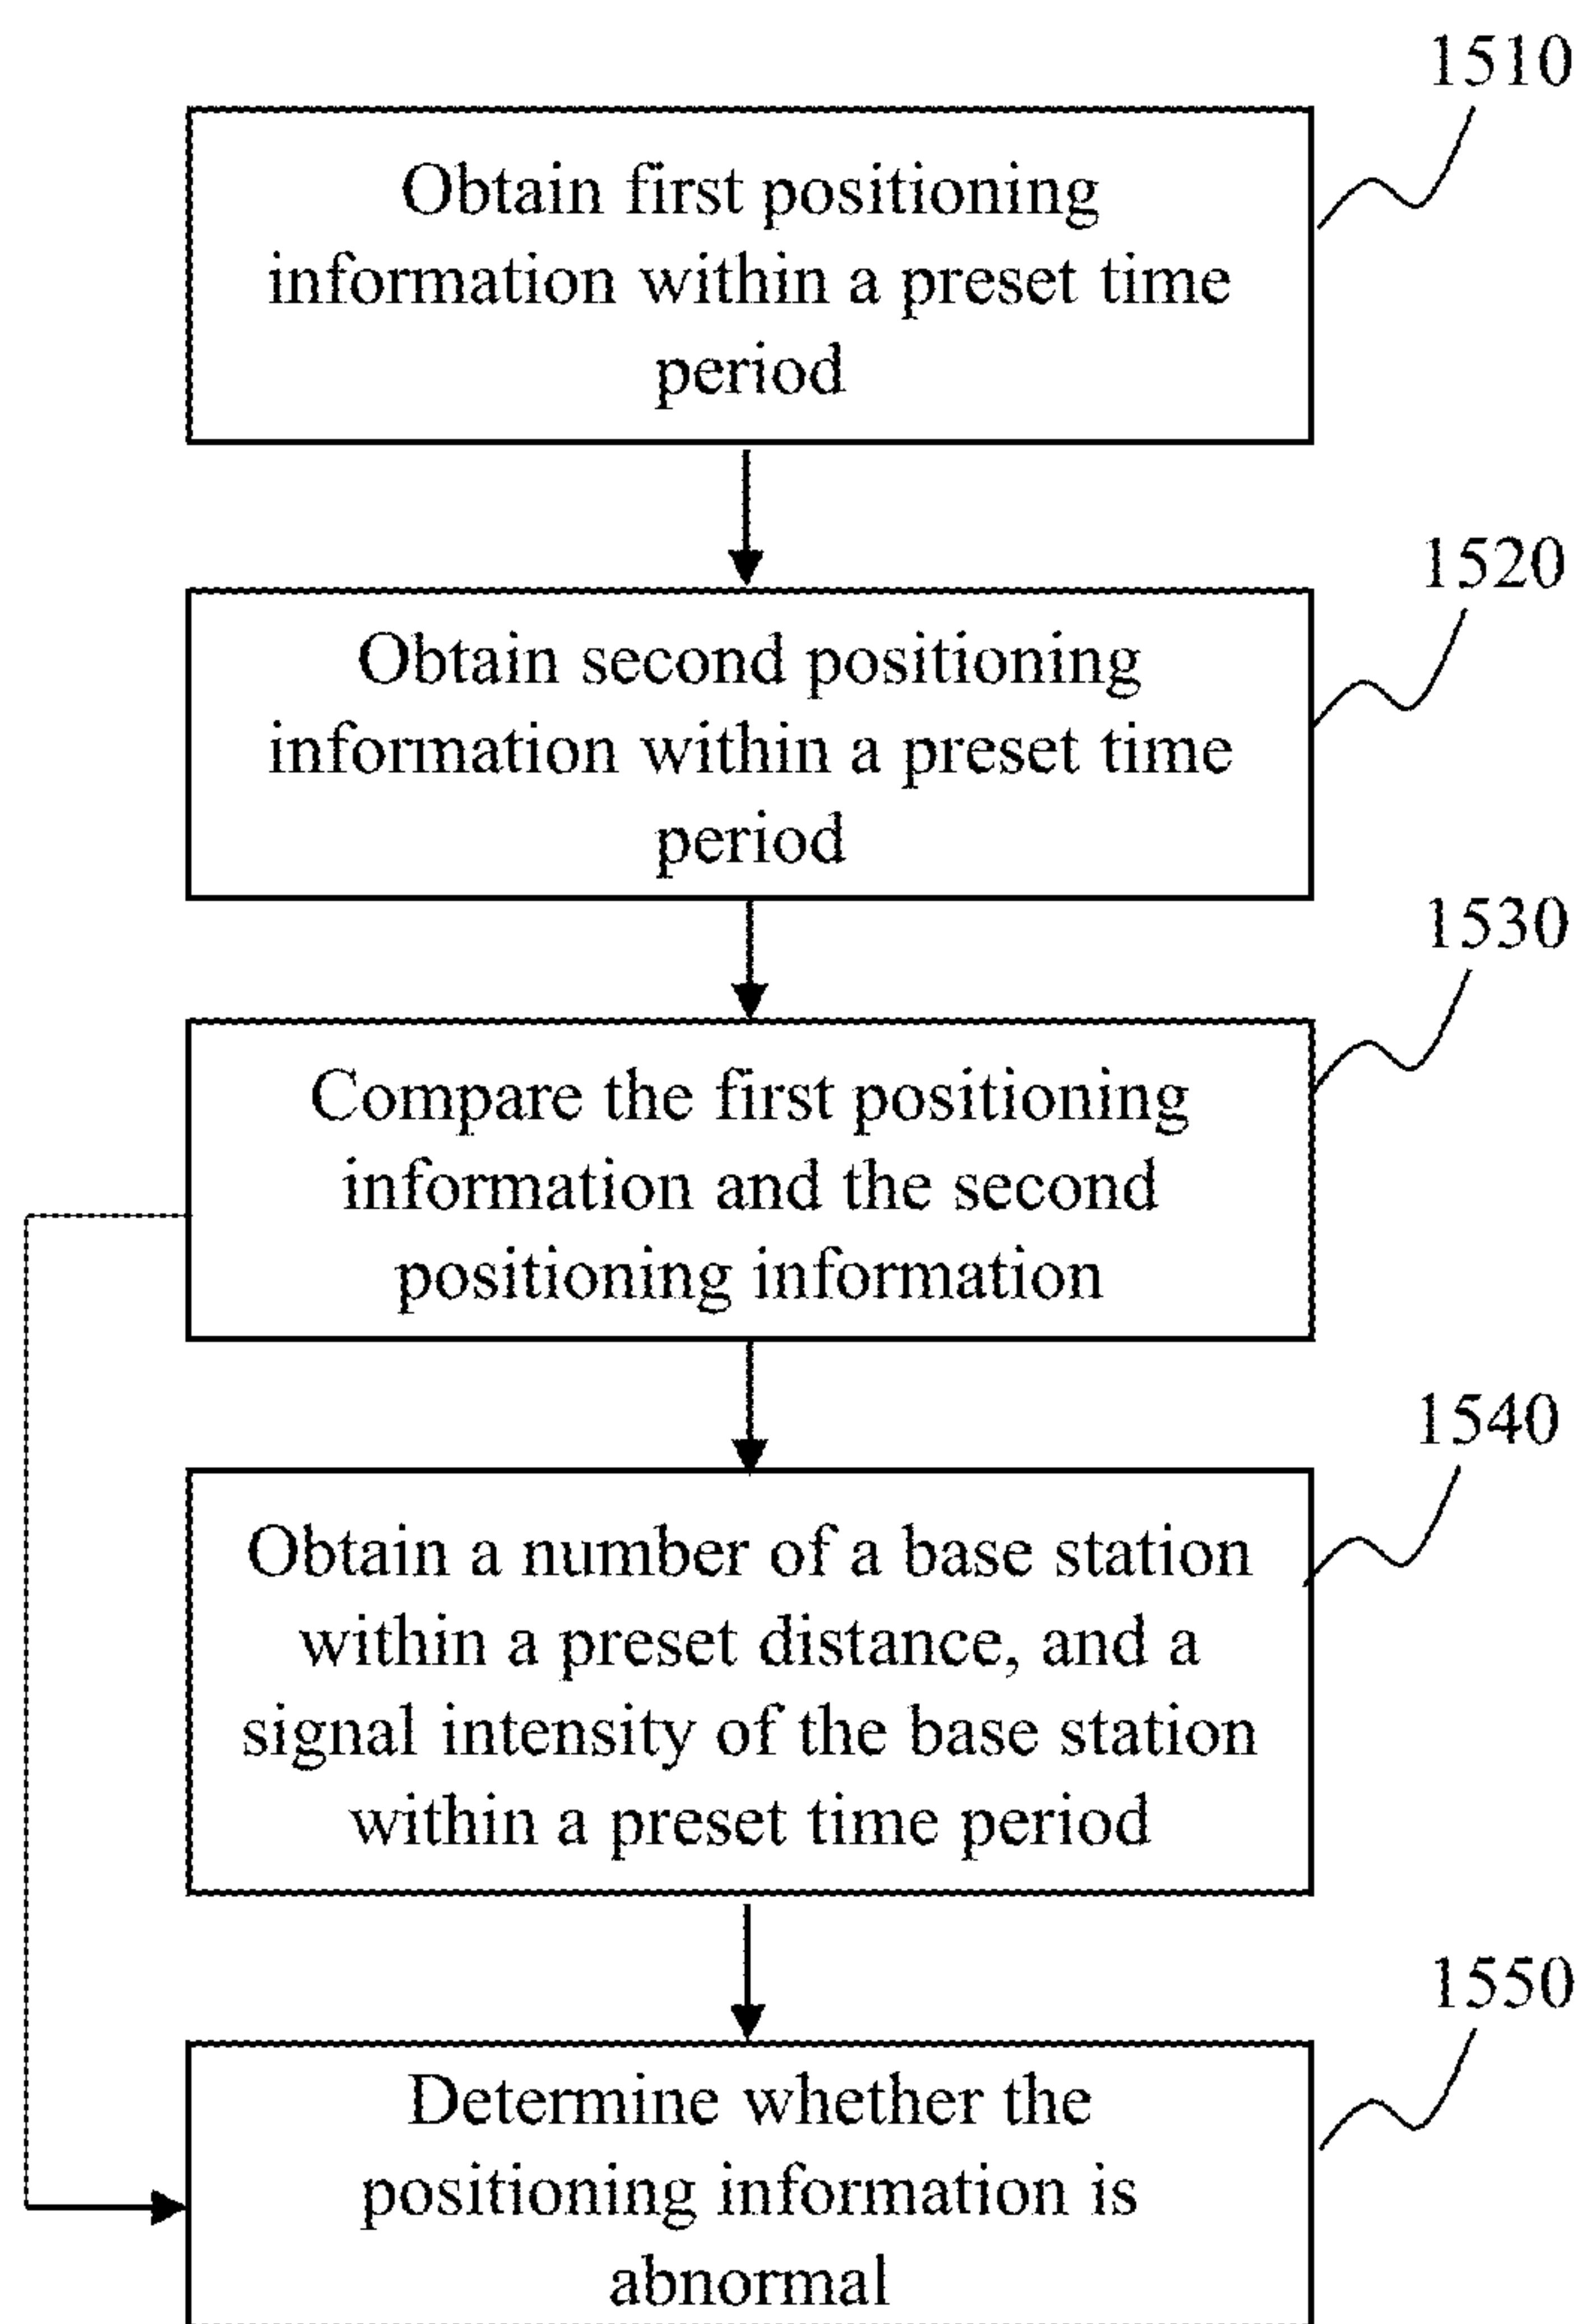 1510
Obtain first positioning
information within a preset time
period
1520
Obtain second positioning
information within a preset time
period
1530
Compare the first positioning
information and the second
positioning information
1540
Obtain a number of a base station
within a preset distance, and a
signal intensity of the base station
within a preset time period
1550
Determine whether the
positioning information is
abnormal